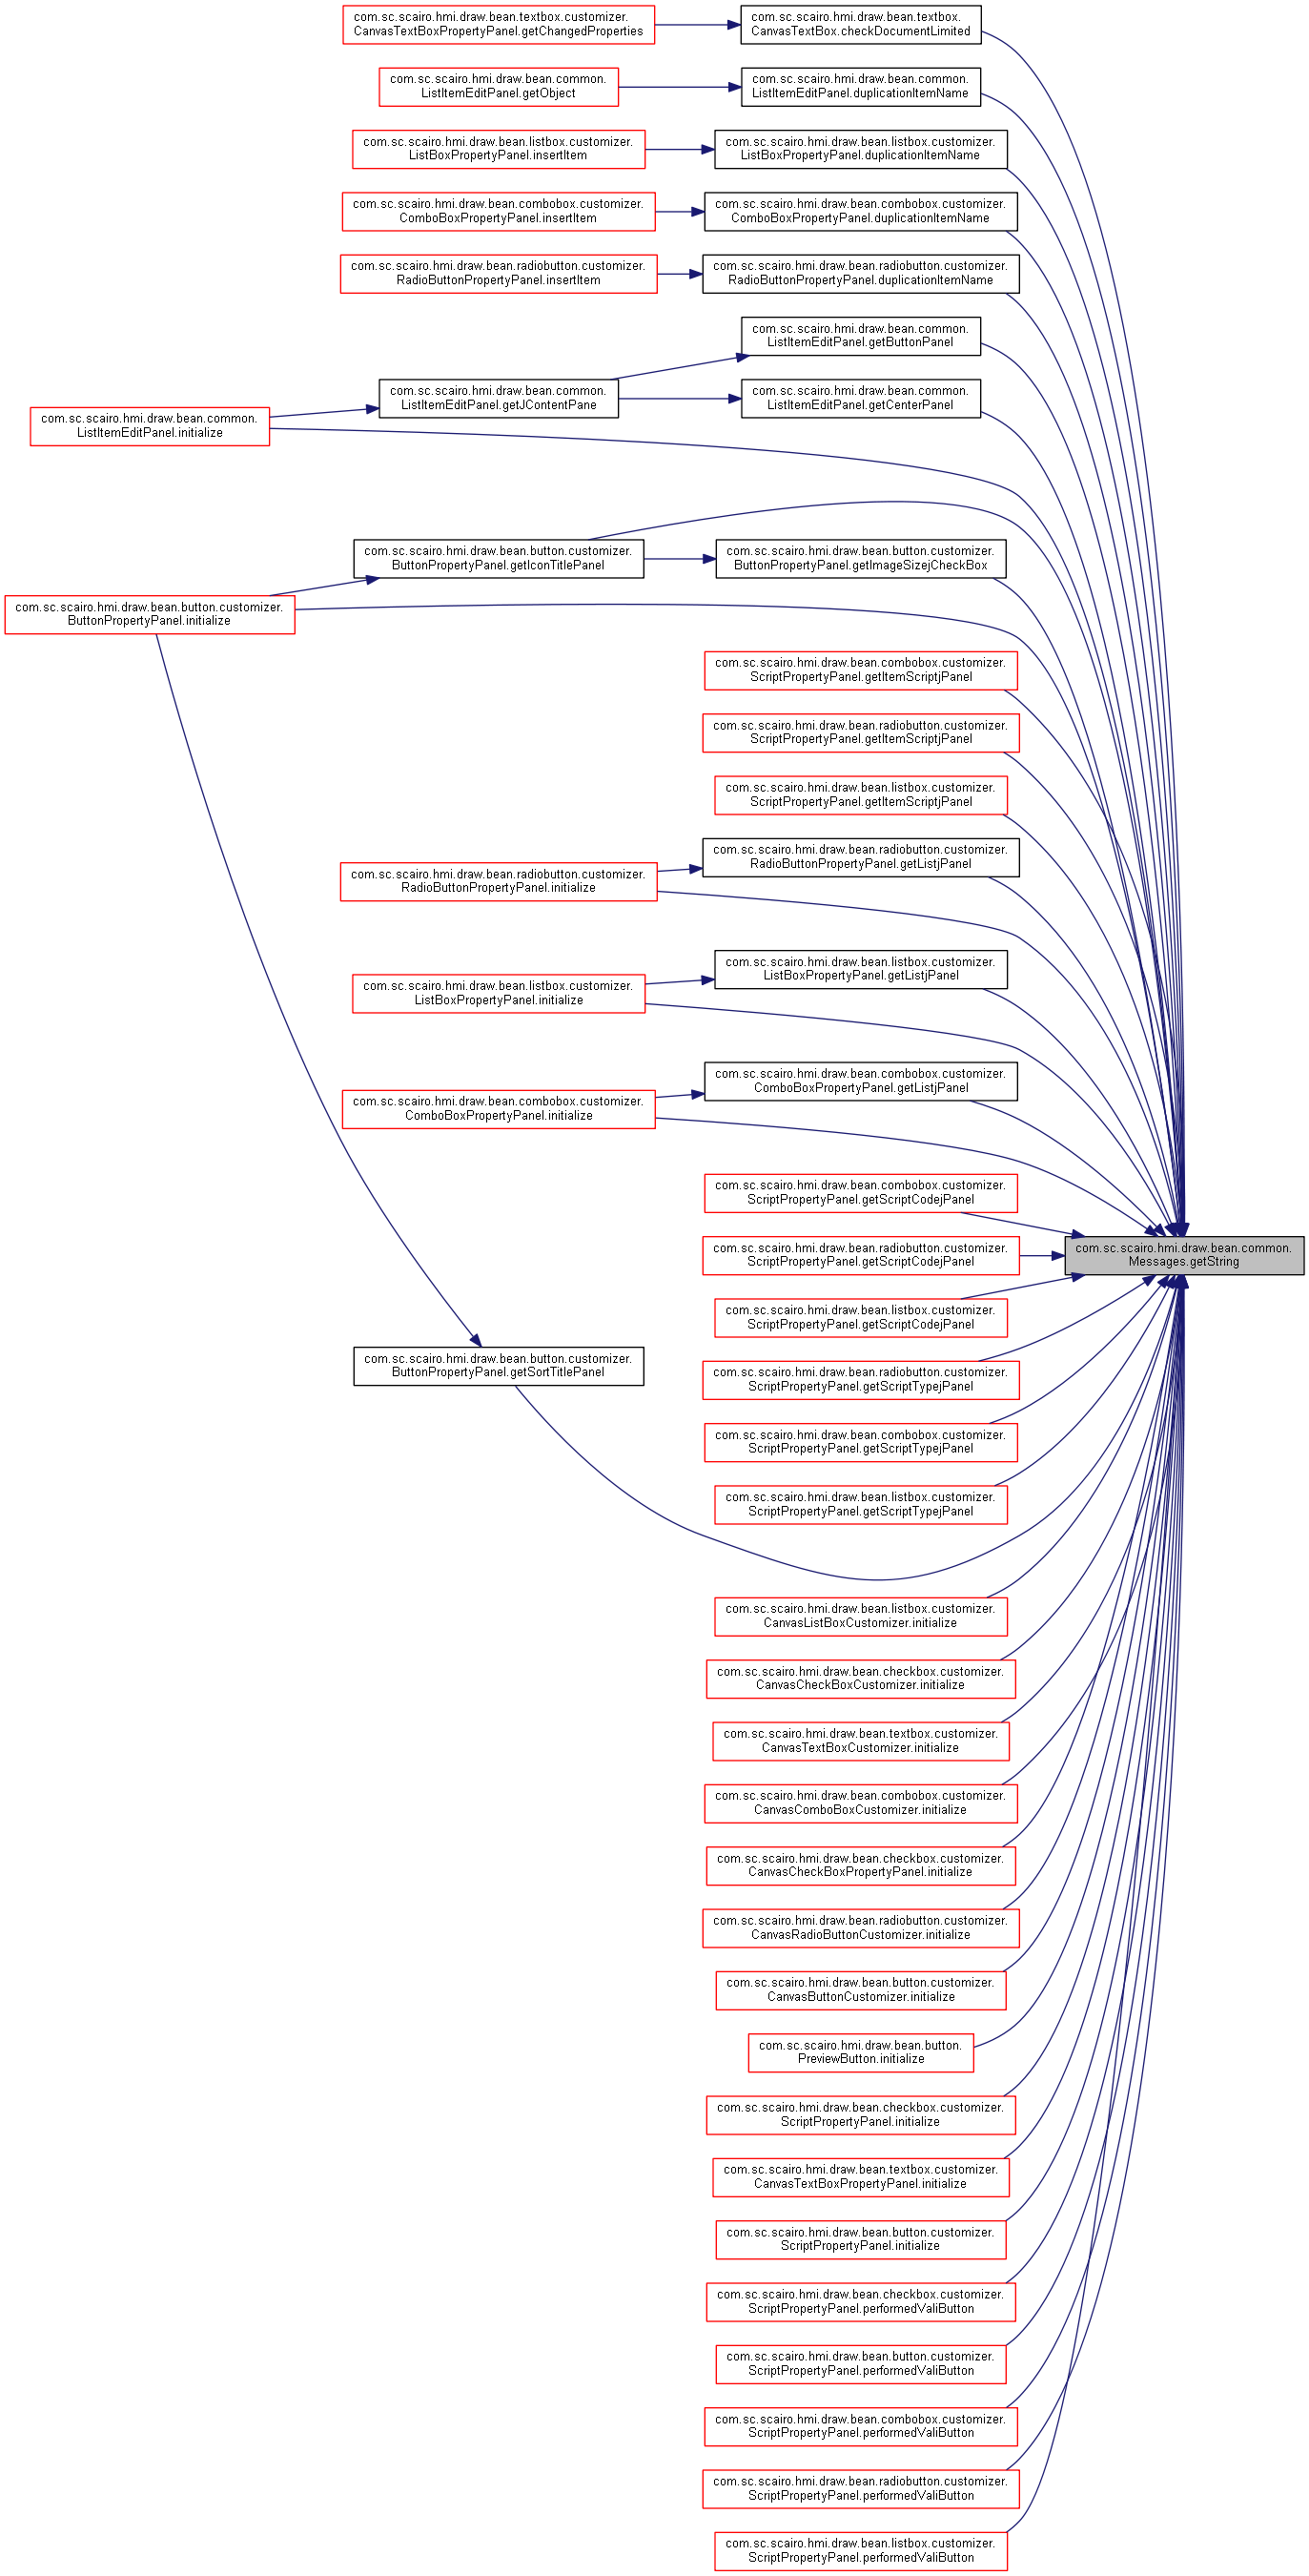 com.sc.scairo.hmi.draw.bean.textbox.customizer.
CanvasTextBoxPropertyPanel.getChangedProperties
com.sc.scairo.hmi.draw.bean.textbox.
CanvasTextBox.checkDocumentLimited
com.sc.scairo.hmi.draw.bean.common.
ListItemEditPanel.getObject
com.sc.scairo.hmi.draw.bean.common.
ListItemEditPanel.duplicationItemName
com.sc.scairo.hmi.draw.bean.listbox.customizer.
ListBoxPropertyPanel.insertItem
com.sc.scairo.hmi.draw.bean.listbox.customizer.
ListBoxPropertyPanel.duplicationItemName
com.sc.scairo.hmi.draw.bean.combobox.customizer.
ComboBoxPropertyPanel.insertItem
com.sc.scairo.hmi.draw.bean.combobox.customizer.
ComboBoxPropertyPanel.duplicationItemName
com.sc.scairo.hmi.draw.bean.radiobutton.customizer.
RadioButtonPropertyPanel.insertItem
com.sc.scairo.hmi.draw.bean.radiobutton.customizer.
RadioButtonPropertyPanel.duplicationItemName
com.sc.scairo.hmi.draw.bean.common.
ListItemEditPanel.getButtonPanel
com.sc.scairo.hmi.draw.bean.common.
ListItemEditPanel.getJContentPane
com.sc.scairo.hmi.draw.bean.common.
ListItemEditPanel.getCenterPanel
com.sc.scairo.hmi.draw.bean.common.
ListItemEditPanel.initialize
com.sc.scairo.hmi.draw.bean.button.customizer.
ButtonPropertyPanel.getIconTitlePanel
com.sc.scairo.hmi.draw.bean.button.customizer.
ButtonPropertyPanel.getImageSizejCheckBox
com.sc.scairo.hmi.draw.bean.button.customizer.
ButtonPropertyPanel.initialize
com.sc.scairo.hmi.draw.bean.combobox.customizer.
ScriptPropertyPanel.getItemScriptjPanel
com.sc.scairo.hmi.draw.bean.radiobutton.customizer.
ScriptPropertyPanel.getItemScriptjPanel
com.sc.scairo.hmi.draw.bean.listbox.customizer.
ScriptPropertyPanel.getItemScriptjPanel
com.sc.scairo.hmi.draw.bean.radiobutton.customizer.
RadioButtonPropertyPanel.getListjPanel
com.sc.scairo.hmi.draw.bean.radiobutton.customizer.
RadioButtonPropertyPanel.initialize
com.sc.scairo.hmi.draw.bean.listbox.customizer.
ListBoxPropertyPanel.getListjPanel
com.sc.scairo.hmi.draw.bean.listbox.customizer.
ListBoxPropertyPanel.initialize
com.sc.scairo.hmi.draw.bean.combobox.customizer.
ComboBoxPropertyPanel.getListjPanel
com.sc.scairo.hmi.draw.bean.combobox.customizer.
ComboBoxPropertyPanel.initialize
com.sc.scairo.hmi.draw.bean.combobox.customizer.
ScriptPropertyPanel.getScriptCodejPanel
com.sc.scairo.hmi.draw.bean.common.
Messages.getString
com.sc.scairo.hmi.draw.bean.radiobutton.customizer.
ScriptPropertyPanel.getScriptCodejPanel
com.sc.scairo.hmi.draw.bean.listbox.customizer.
ScriptPropertyPanel.getScriptCodejPanel
com.sc.scairo.hmi.draw.bean.button.customizer.
ButtonPropertyPanel.getSortTitlePanel
com.sc.scairo.hmi.draw.bean.radiobutton.customizer.
ScriptPropertyPanel.getScriptTypejPanel
com.sc.scairo.hmi.draw.bean.combobox.customizer.
ScriptPropertyPanel.getScriptTypejPanel
com.sc.scairo.hmi.draw.bean.listbox.customizer.
ScriptPropertyPanel.getScriptTypejPanel
com.sc.scairo.hmi.draw.bean.listbox.customizer.
CanvasListBoxCustomizer.initialize
com.sc.scairo.hmi.draw.bean.checkbox.customizer.
CanvasCheckBoxCustomizer.initialize
com.sc.scairo.hmi.draw.bean.textbox.customizer.
CanvasTextBoxCustomizer.initialize
com.sc.scairo.hmi.draw.bean.combobox.customizer.
CanvasComboBoxCustomizer.initialize
com.sc.scairo.hmi.draw.bean.checkbox.customizer.
CanvasCheckBoxPropertyPanel.initialize
com.sc.scairo.hmi.draw.bean.radiobutton.customizer.
CanvasRadioButtonCustomizer.initialize
com.sc.scairo.hmi.draw.bean.button.customizer.
CanvasButtonCustomizer.initialize
com.sc.scairo.hmi.draw.bean.button.
PreviewButton.initialize
com.sc.scairo.hmi.draw.bean.checkbox.customizer.
ScriptPropertyPanel.initialize
com.sc.scairo.hmi.draw.bean.textbox.customizer.
CanvasTextBoxPropertyPanel.initialize
com.sc.scairo.hmi.draw.bean.button.customizer.
ScriptPropertyPanel.initialize
com.sc.scairo.hmi.draw.bean.checkbox.customizer.
ScriptPropertyPanel.performedValiButton
com.sc.scairo.hmi.draw.bean.button.customizer.
ScriptPropertyPanel.performedValiButton
com.sc.scairo.hmi.draw.bean.combobox.customizer.
ScriptPropertyPanel.performedValiButton
com.sc.scairo.hmi.draw.bean.radiobutton.customizer.
ScriptPropertyPanel.performedValiButton
com.sc.scairo.hmi.draw.bean.listbox.customizer.
ScriptPropertyPanel.performedValiButton